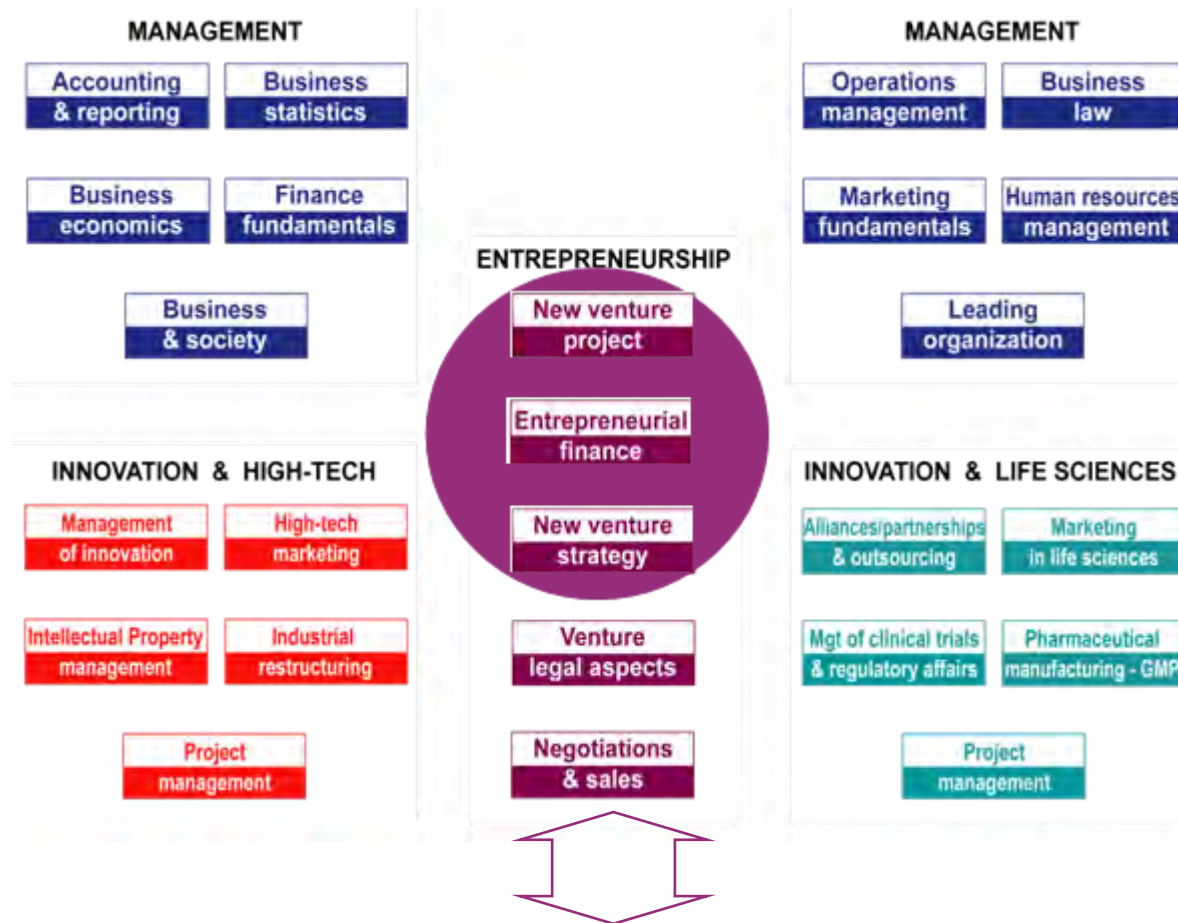 MANAGEMENT
Accounting
& reporting
Business
statistics
Business
economics
Finance
fundamentals
Business
& society
MANAGEMENT
Operations
management
Business
law
Marketing
fundamentals
Human resources
management
Leading
organization
ENTREPRENEURSHIP
New venture
project
Entrepreneurial
finance
New venture
strategy
Venture
legal aspects
Negotiations
& sales
INNOVATION & HIGH-TECH
Management
of innovation
High-tech
marketing
Intellectual Property
management
Industrial
restructuring
Project
management
INNOVATION & LIFE SCIENCES
Alliances/partnerships
& outsourcing
Marketing
in life sciences
Mgt of clinical trials
& regulatory affairs
Pharmaceutical
manufacturing - GMP
Project
management